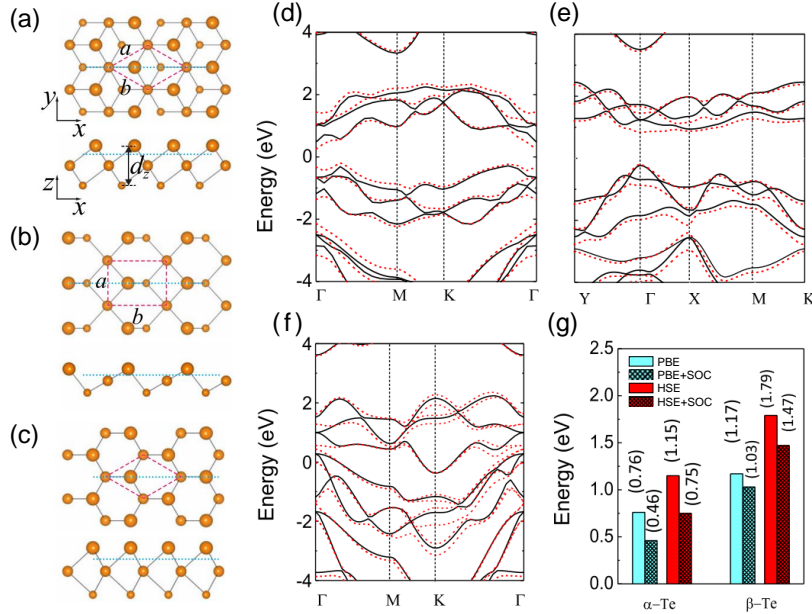 (a)
a
b
y
x
d_z
z
x
(b)
a
b
(c)
(d)
4
2
0
-2
-4
Energy (eV)
Γ M K Γ
(e)
Y Γ X M K
(f)
4
2
0
-2
-4
Energy (eV)
Γ M K Γ
(g)
2.5
2.0
1.5
1.0
0.5
0.0
Energy (eV)
PBE
PBE+SOC
HSE
HSE+SOC
(0.76)
(0.46)
(1.15)
(0.75)
(1.17)
(1.03)
(1.79)
(1.47)
α-Te β-Te